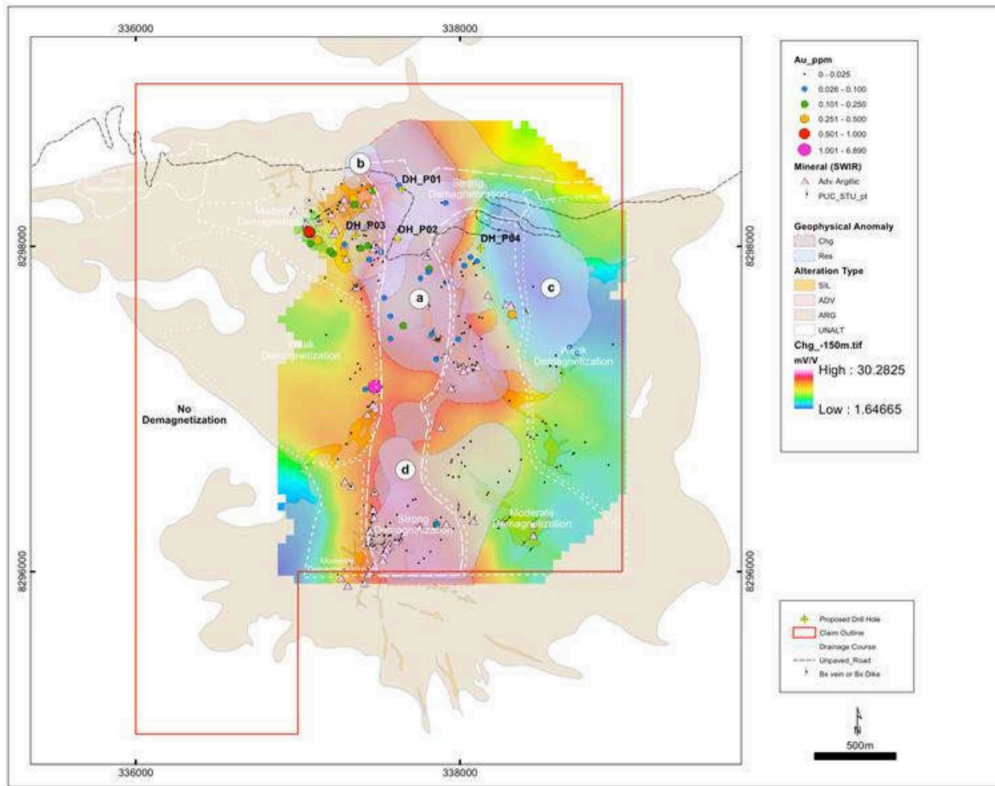 336000
338000
b
DH_P01
Strong
Demagnetization
Moderate
Demagnetization
DH_P03
DH_P02
DH_P04
8298000
8298000
a
c
Weak
Demagnetization
Weak
Demagnetization
No
Demagnetization
d
Strong
Demagnetization
Moderate
Demagnetization
Moderate
8296000
8296000
336000
338000
Au_ppm
0 - 0.025
0.026 - 0.100
0.101 - 0.250
0.251 - 0.500
0.501 - 1.000
1.001 - 6.890
Mineral (SWIR)
Adv. Argillic
PUC_STU_pt
Geophysical Anomaly
Chg
Res
Alteration Type
SIL
ADV
ARG
UNALT
Chg_-150m.tif
mV/V
High : 30.2825
Low : 1.64665
Proposed Drill Hole
Claim Outline
Drainage Course
Unpaved_Road
Bx vein or Bx Dike
N
500m